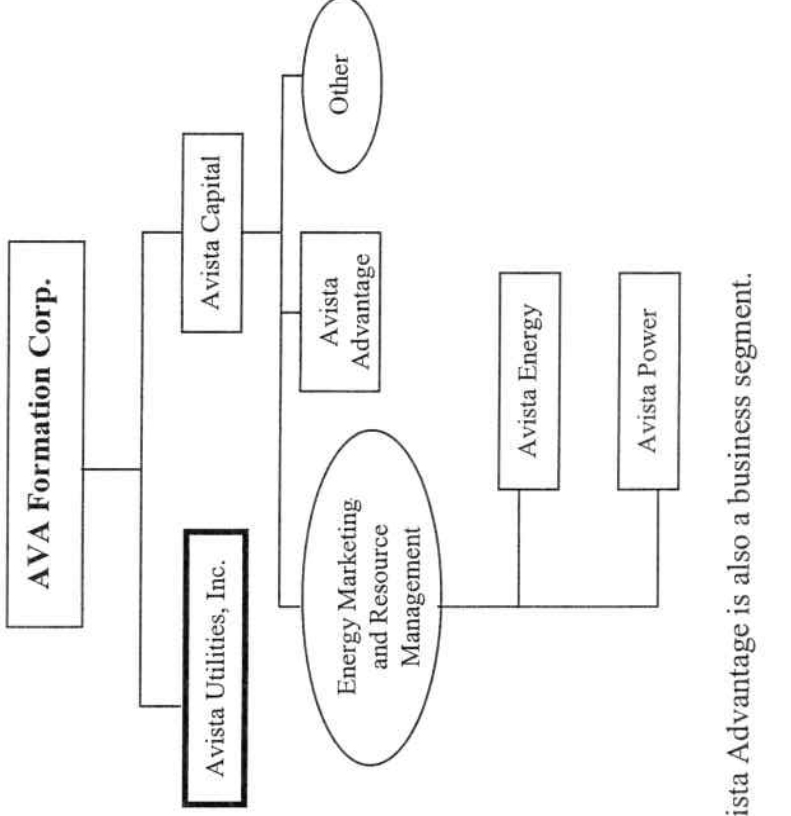 AVA Formation Corp.
Avista Utilities, Inc.
Avista Capital
Energy Marketing
and Resource
Management
Avista
Advantage
Other
Avista Energy
Avista Power
ista Advantage is also a business segment.